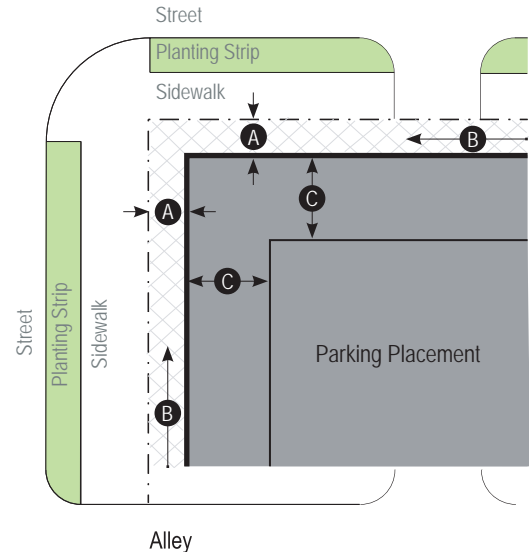 Street
Planting Strip
Sidewalk
A
B
A
C
C
Street
Planting Strip
Sidewalk
Parking Placement
B
Alley